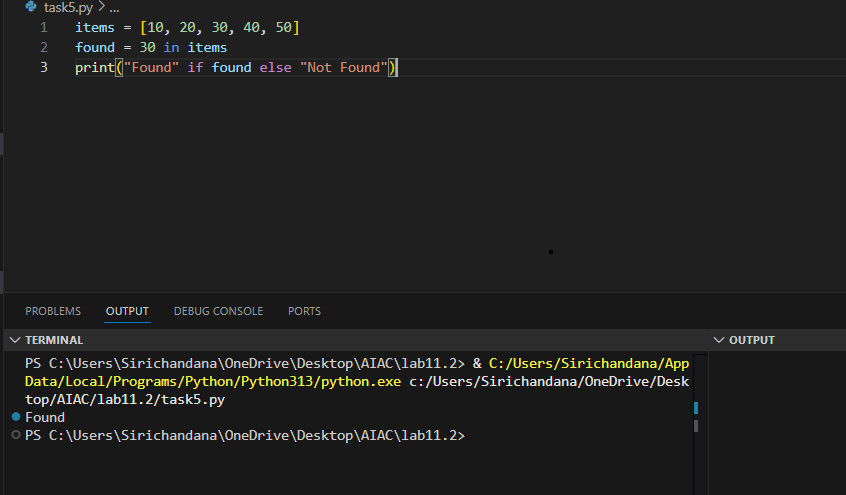 task5.py > ...
1 items = [10, 20, 30, 40, 50]
2 found = 30 in items
3 print("Found" if found else "Not Found")
PROBLEMS OUTPUT DEBUG CONSOLE PORTS
TERMINAL
PS C:\Users\Sirichandana\OneDrive\Desktop\AIAC\lab11.2> & C:/Users/Sirichandana/App
Data/Local/Programs/Python/Python313/python.exe c:/Users/Sirichandana/OneDrive/Desk
top/AIAC/lab11.2/task5.py
Found
PS C:\Users\Sirichandana\OneDrive\Desktop\AIAC\lab11.2>
OUTPUT